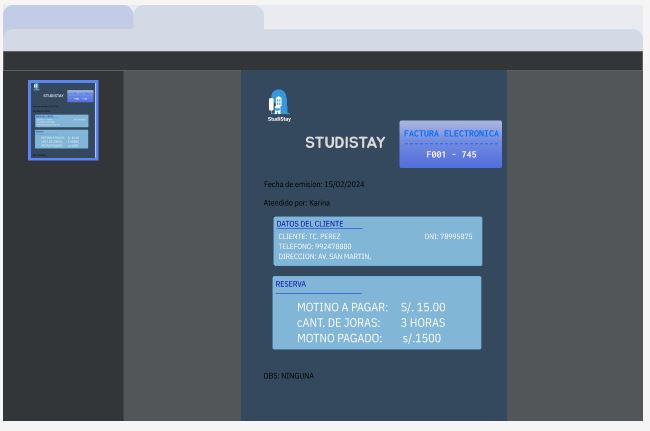 StudiStay
STUDISTAY
FACTURA ELECTRONICA
F001 - 745
Fecha de emision: 15/02/2024
Atendido por: Karina
DATOS DEL CLIENTE
CLIENTE: TC. PEREZ DNI: 78995875
TELEFONO: 992478800
DIRECCION: AV. SAN MARTIN,
RESERVA
MOTINO A PAGAR: S/. 15.00
cANT. DE JORAS: 3 HORAS
MOTNO PAGADO: s/.1500
OBS: NINGUNA